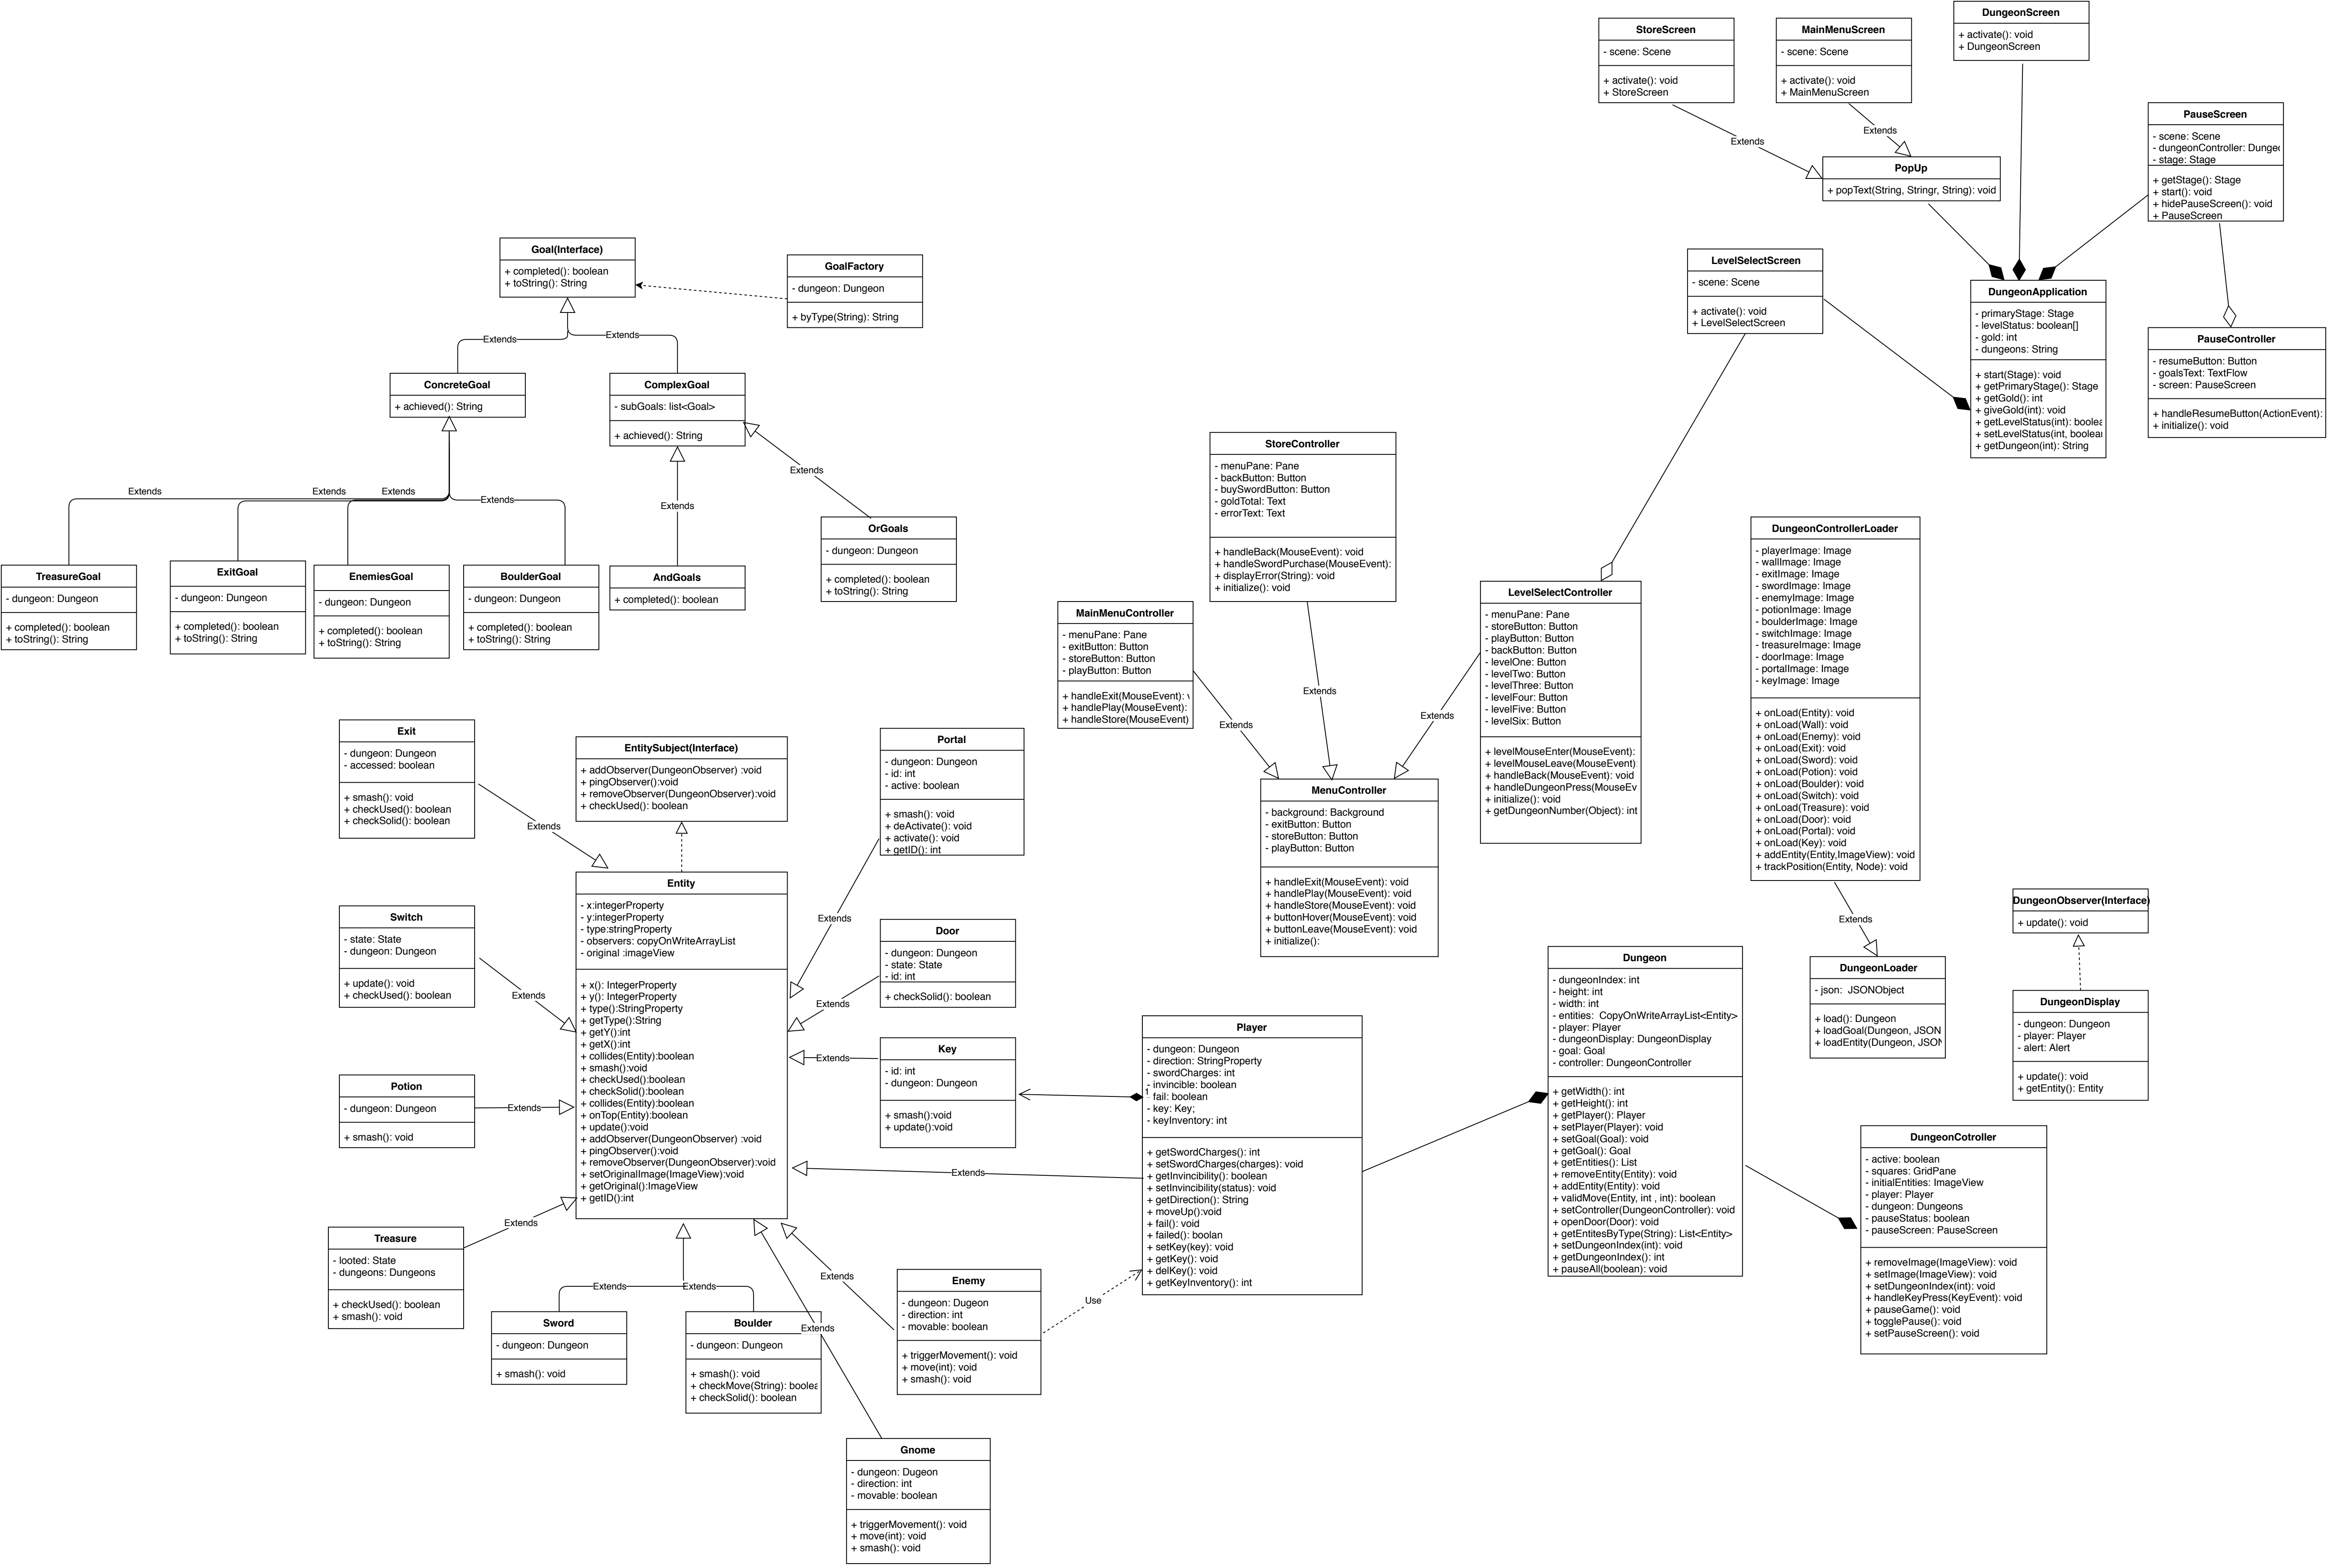 DungeonScreen
+ activate(): void
+ DungeonScreen
StoreScreen
- scene: Scene
+ activate(): void
+ StoreScreen
MainMenuScreen
- scene: Scene
+ activate(): void
+ MainMenuScreen
Extends
Extends
PopUp
+ popText(String, Stringr, String): void
PauseScreen
- scene: Scene
- dungeonController: Dunge
- stage: Stage
+ getStage(): Stage
+ start(): void
+ hidePauseScreen(): void
+ PauseScreen
LevelSelectScreen
- scene: Scene
+ activate(): void
+ LevelSelectScreen
DungeonApplication
- primaryStage: Stage
- levelStatus: boolean[]
- gold: int
- dungeons: String
+ start(Stage): void
+ getPrimaryStage(): Stage
+ getGold(): int
+ giveGold(int): void
+ getLevelStatus(int): boolea
+ setLevelStatus(int, boolea
+ getDungeon(int): String
PauseController
- resumeButton: Button
- goalsText: TextFlow
- screen: PauseScreen
+ handleResumeButton(ActionEvent):
+ initialize(): void
Goal(Interface)
+ completed(): boolean
+ toString(): String
GoalFactory
- dungeon: Dungeon
+ byType(String): String
Extends
Extends
ConcreteGoal
+ achieved(): String
ComplexGoal
- subGoals: list<Goal>
+ achieved(): String
Extends
Extends
Extends
Extends
Extends
Extends
TreasureGoal
- dungeon: Dungeon
+ completed(): boolean
+ toString(): String
ExitGoal
- dungeon: Dungeon
+ completed(): boolean
+ toString(): String
EnemiesGoal
- dungeon: Dungeon
+ completed(): boolean
+ toString(): String
BoulderGoal
- dungeon: Dungeon
+ completed(): boolean
+ toString(): String
AndGoals
+ completed(): boolean
OrGoals
- dungeon: Dungeon
+ completed(): boolean
+ toString(): String
StoreController
- menuPane: Pane
- backButton: Button
- buySwordButton: Button
- goldTotal: Text
- errorText: Text
+ handleBack(MouseEvent): void
+ handleSwordPurchase(MouseEvent):
+ displayError(String): void
+ initialize(): void
MainMenuController
- menuPane: Pane
- exitButton: Button
- storeButton: Button
- playButton: Button
+ handleExit(MouseEvent): v
+ handlePlay(MouseEvent):
+ handleStore(MouseEvent)
LevelSelectController
- menuPane: Pane
- storeButton: Button
- playButton: Button
- backButton: Button
- levelOne: Button
- levelTwo: Button
- levelThree: Button
- levelFour: Button
- levelFive: Button
- levelSix: Button
+ levelMouseEnter(MouseEvent):
+ levelMouseLeave(MouseEvent)
+ handleBack(MouseEvent): void
+ handleDungeonPress(MouseEv
+ initialize(): void
+ getDungeonNumber(Object): int
Extends
Extends
Extends
MenuController
- background: Background
- exitButton: Button
- storeButton: Button
- playButton: Button
+ handleExit(MouseEvent): void
+ handlePlay(MouseEvent): void
+ handleStore(MouseEvent): void
+ buttonHover(MouseEvent): void
+ buttonLeave(MouseEvent): void
+ initialize():
DungeonControllerLoader
- playerImage: Image
- wallImage: Image
- exitImage: Image
- swordImage: Image
- enemyImage: Image
- potionImage: Image
- boulderImage: Image
- switchImage: Image
- treasureImage: Image
- doorImage: Image
- portalImage: Image
- keyImage: Image
+ onLoad(Entity): void
+ onLoad(Wall): void
+ onLoad(Enemy): void
+ onLoad(Exit): void
+ onLoad(Sword): void
+ onLoad(Potion): void
+ onLoad(Boulder): void
+ onLoad(Switch): void
+ onLoad(Treasure): void
+ onLoad(Door): void
+ onLoad(Portal): void
+ onLoad(Key): void
+ addEntity(Entity,ImageView): void
+ trackPosition(Entity, Node): void
Extends
DungeonLoader
- json: JSONObject
+ load(): Dungeon
+ loadGoal(Dungeon, JSON
+ loadEntity(Dungeon, JSON
DungeonObserver(Interface)
+ update(): void
DungeonDisplay
- dungeon: Dungeon
- player: Player
- alert: Alert
+ update(): void
+ getEntity(): Entity
Exit
- dungeon: Dungeon
- accessed: boolean
+ smash(): void
+ checkUsed(): boolean
+ checkSolid(): boolean
Extends
EntitySubject(Interface)
+ addObserver(DungeonObserver) :void
+ pingObserver():void
+ removeObserver(DungeonObserver):void
+ checkUsed(): boolean
Portal
- dungeon: Dungeon
- id: int
- active: boolean
+ smash(): void
+ deActivate(): void
+ activate(): void
+ getID(): int
Extends
Entity
- x:integerProperty
- y:integerProperty
- type:stringProperty
- observers: copyOnWriteArrayList
- original :imageView
+ x(): IntegerProperty
+ y(): IntegerProperty
+ type():StringProperty
+ getType():String
+ getY():int
+ getX():int
+ collides(Entity):boolean
+ smash():void
+ checkUsed():boolean
+ checkSolid():boolean
+ collides(Entity):boolean
+ onTop(Entity):boolean
+ update():void
+ addObserver(DungeonObserver) :void
+ pingObserver():void
+ removeObserver(DungeonObserver):void
+ setOriginalImage(ImageView):void
+ getOriginal():ImageView
+ getID():int
Switch
- state: State
- dungeon: Dungeon
+ update(): void
+ checkUsed(): boolean
Extends
Door
- dungeon: Dungeon
- state: State
- id: int
+ checkSolid(): boolean
Extends
Key
- id: int
- dungeon: Dungeon
+ smash():void
+ update():void
Extends
Potion
- dungeon: Dungeon
+ smash(): void
Extends
Treasure
- looted: State
- dungeons: Dungeons
+ checkUsed(): boolean
+ smash(): void
Extends
Player
- dungeon: Dungeon
- direction: StringProperty
- swordCharges: int
- invincible: boolean
- fail: boolean
- key: Key;
- keyInventory: int
+ getSwordCharges(): int
+ setSwordCharges(charges): void
+ getInvincibility(): boolean
+ setInvincibility(status): void
+ getDirection(): String
+ moveUp():void
+ fail(): void
+ failed(): boolan
+ setKey(key): void
+ getKey(): void
+ delKey(): void
+ getKeyInventory(): int
1
Extends
Dungeon
- dungeonIndex: int
- height: int
- width: int
- entities: CopyOnWriteArrayList<Entity>
- player: Player
- dungeonDisplay: DungeonDisplay
- goal: Goal
- controller: DungeonController
+ getWidth(): int
+ getHeight(): int
+ getPlayer(): Player
+ setPlayer(Player): void
+ setGoal(Goal): void
+ getGoal(): Goal
+ getEntities(): List
+ removeEntity(Entity): void
+ addEntity(Entity): void
+ validMove(Entity, int , int): boolean
+ setController(DungeonController): void
+ openDoor(Door): void
+ getEntitesByType(String): List<Entity>
+ setDungeonIndex(int): void
+ getDungeonIndex(): int
+ pauseAll(boolean): void
DungeonCotroller
- active: boolean
- squares: GridPane
- initialEntities: ImageView
- player: Player
- dungeon: Dungeons
- pauseStatus: boolean
- pauseScreen: PauseScreen
+ removeImage(ImageView): void
+ setImage(ImageView): void
+ setDungeonIndex(int): void
+ handleKeyPress(KeyEvent): void
+ pauseGame(): void
+ togglePause(): void
+ setPauseScreen(): void
Extends
Extends
Extends
Extends
Use
Sword
- dungeon: Dungeon
+ smash(): void
Boulder
- dungeon: Dungeon
+ smash(): void
+ checkMove(String): boolea
+ checkSolid(): boolean
Enemy
- dungeon: Dugeon
- direction: int
- movable: boolean
+ triggerMovement(): void
+ move(int): void
+ smash(): void
Gnome
- dungeon: Dugeon
- direction: int
- movable: boolean
+ triggerMovement(): void
+ move(int): void
+ smash(): void